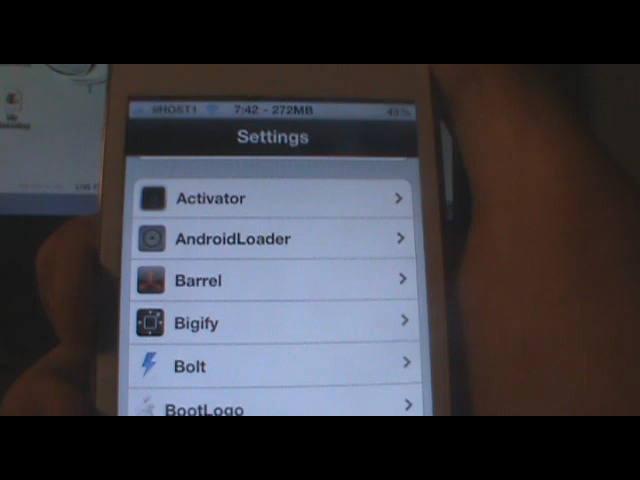 7:42 - 272MB
Settings
Activator
AndroidLoader
Barrel
Bigify
Bolt
BootLogo